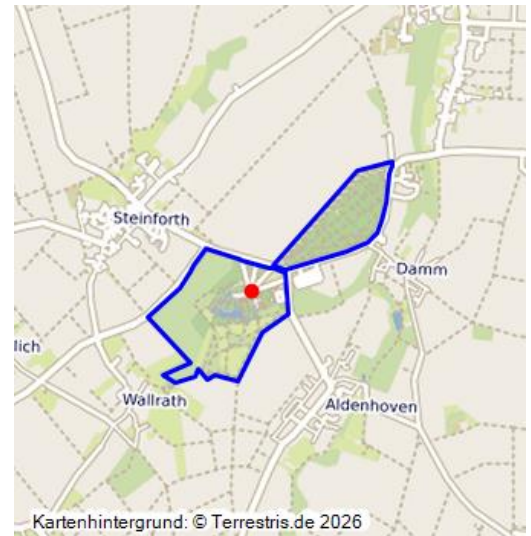 Steinforth
Damm
lich
Wallrath
Aldenhoven
Kartenhintergrund: © Terrestris.de 2026